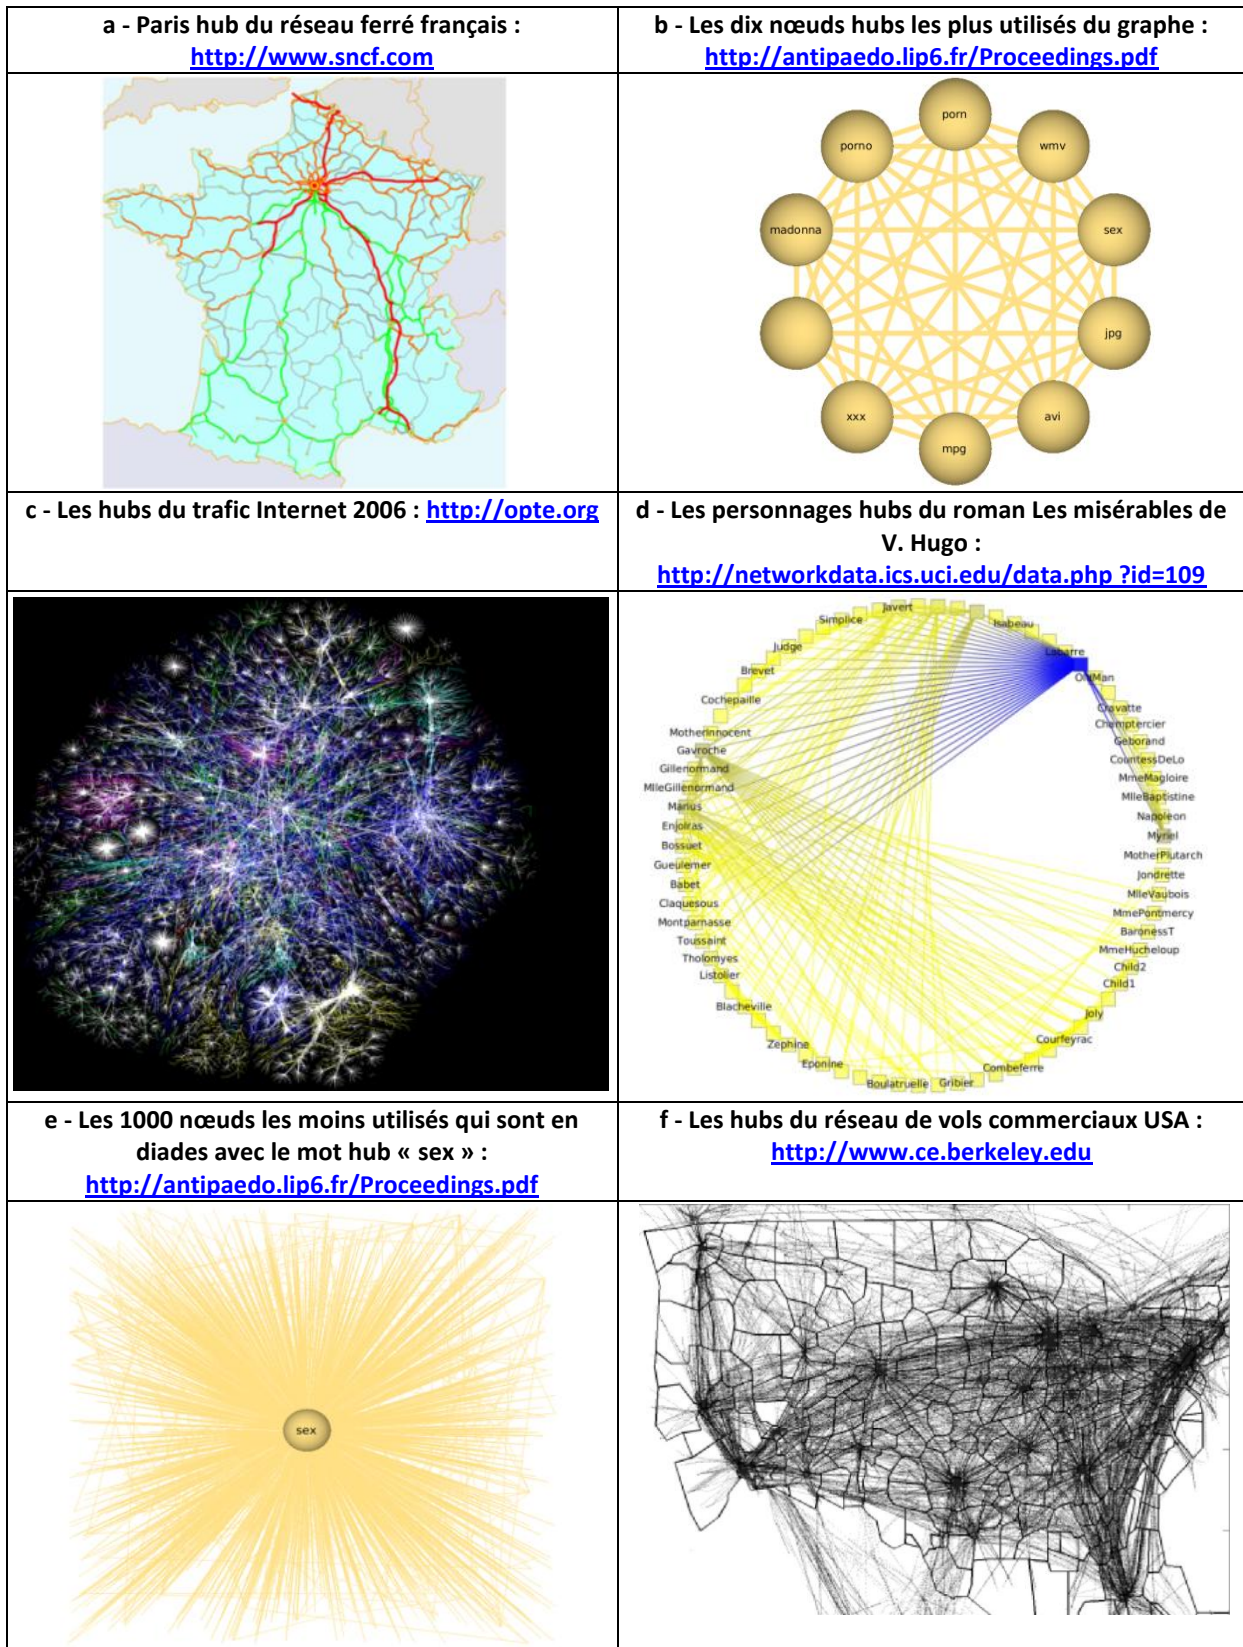 a - Paris hub du réseau ferré français :
http://www.sncf.com
b - Les dix nœuds hubs les plus utilisés du graphe :
http://antipaedo.lip6.fr/Proceedings.pdf
porn
porno
wmv
madonna
sex
jpg
xxx
avi
mpg
c - Les hubs du trafic Internet 2006 : http://opte.org
d - Les personnages hubs du roman Les misérables de
V. Hugo :
http://networkdata.ics.uci.edu/data.php ?id=109
Javert
Simplice
Isabeau
Judge
Labarre
Brevet
OldMan
Cochepaille
Cravatte
Champtercier
MotherInnocent
Geborand
Gavroche
CountessDeLo
Gillenormand
MmeMagloire
MlleGillenormand
MlleBaptistine
Marius
Napoleon
Enjolras
Myriel
Bossuet
MotherPlutarch
Gueulemer
Jondrette
Babet
MlleVaubois
Claquesous
MmePontmercy
Montparnasse
BaronessT
Toussaint
MmeHucheloup
Tholomyes
Child2
Listolier
Child1
Blacheville
Joly
Zephine
Courfeyrac
Eponine
Combeferre
Boulatruelle
Gribier
e - Les 1000 nœuds les moins utilisés qui sont en
diades avec le mot hub « sex » :
http://antipaedo.lip6.fr/Proceedings.pdf
f - Les hubs du réseau de vols commerciaux USA :
http://www.ce.berkeley.edu
sex